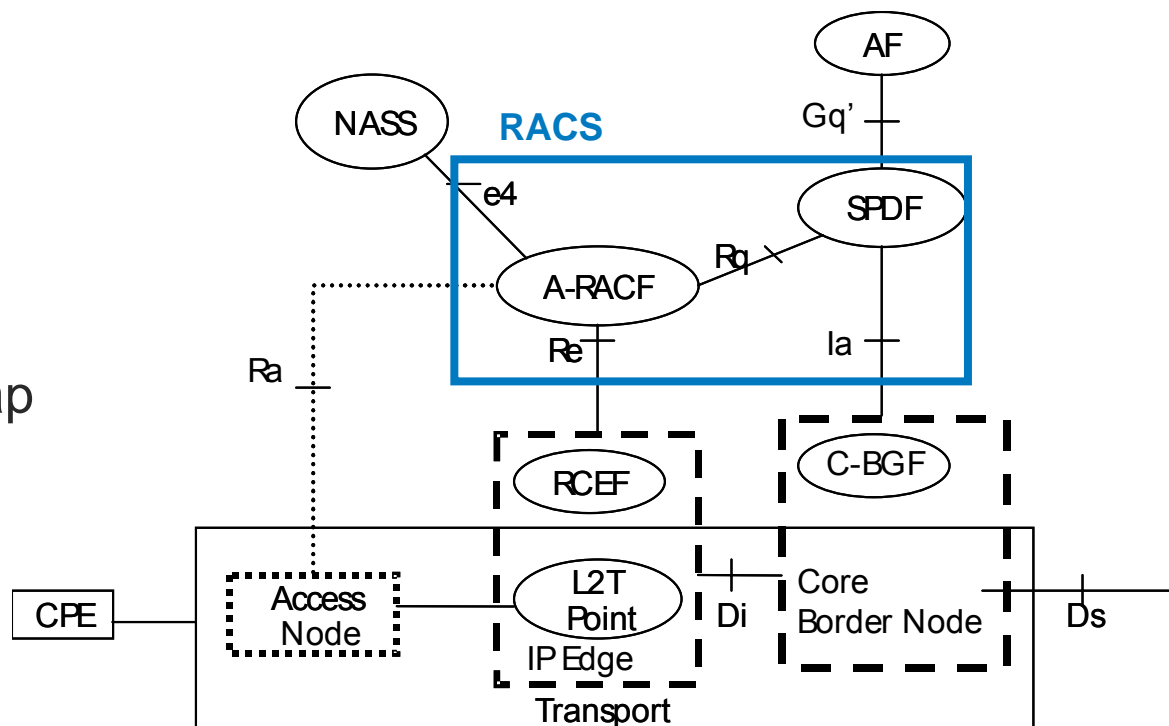 AF
Gq’
NASS
RACS
e4
SPDF
Rq
A-RACF
Re
Ia
Ra
ap
C-BGF
RCEF
L2T
Point
Access
Node
CPE
Core
Border Node
Di
Ds
IP Edge
Transport